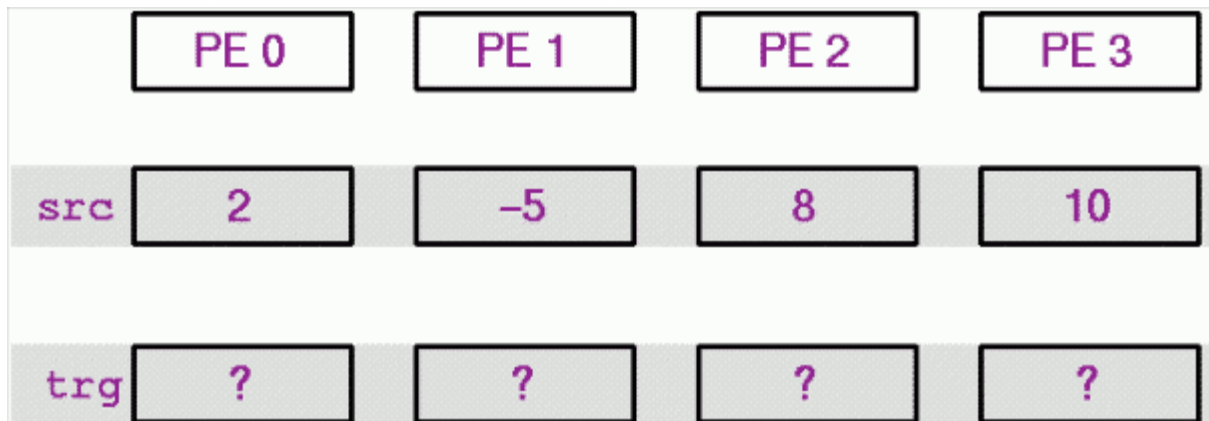 PE 0 PE 1 PE 2 PE 3
src 2 –5 8 10
trg ? ? ? ?